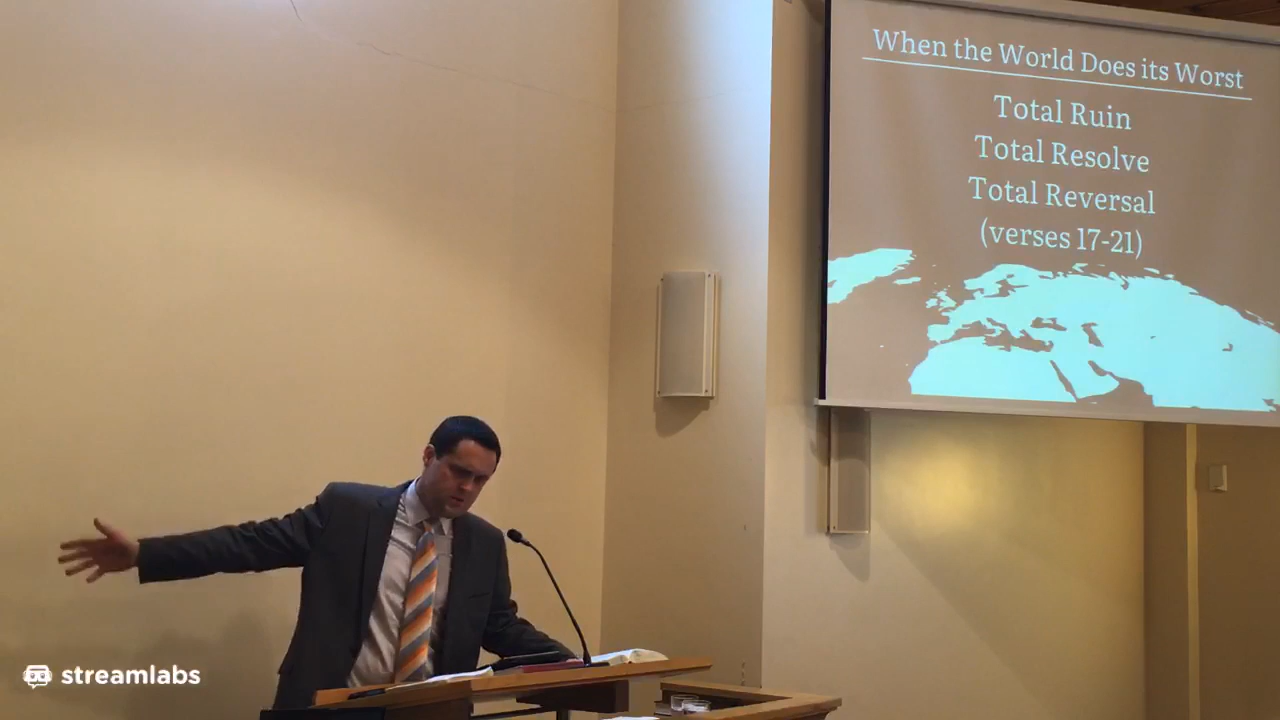 When the World Does its Worst
Total Ruin
Total Resolve
Total Reversal
(verses 17-21)
streamlabs